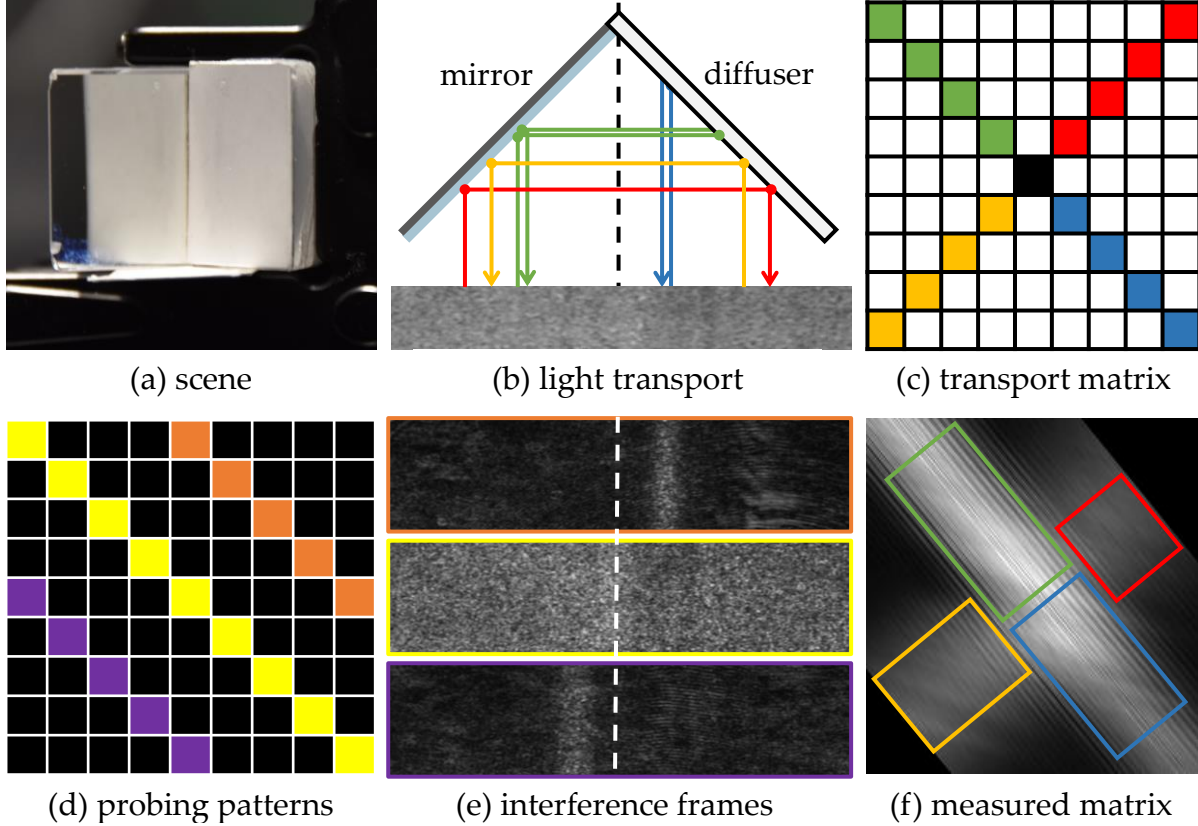 mirror
diffuser
(a) scene
(b) light transport
(c) transport matrix
(d) probing patterns
(e) interference frames
(f) measured matrix